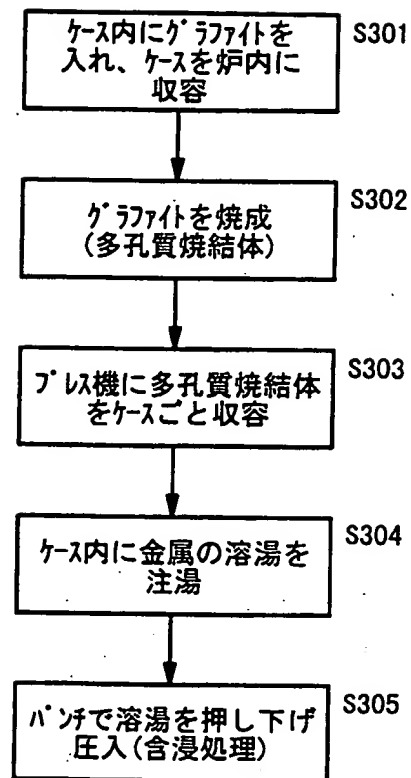 ケース内にグラファイトを
入れ、ケースを炉内に
収容
S301
グラファイトを焼成
(多孔質焼結体)
S302
プレス機に多孔質焼結体
をケースごと収容
S303
ケース内に金属の溶湯を
注湯
S304
パンチで溶湯を押し下げ
圧入(含浸処理)
S305